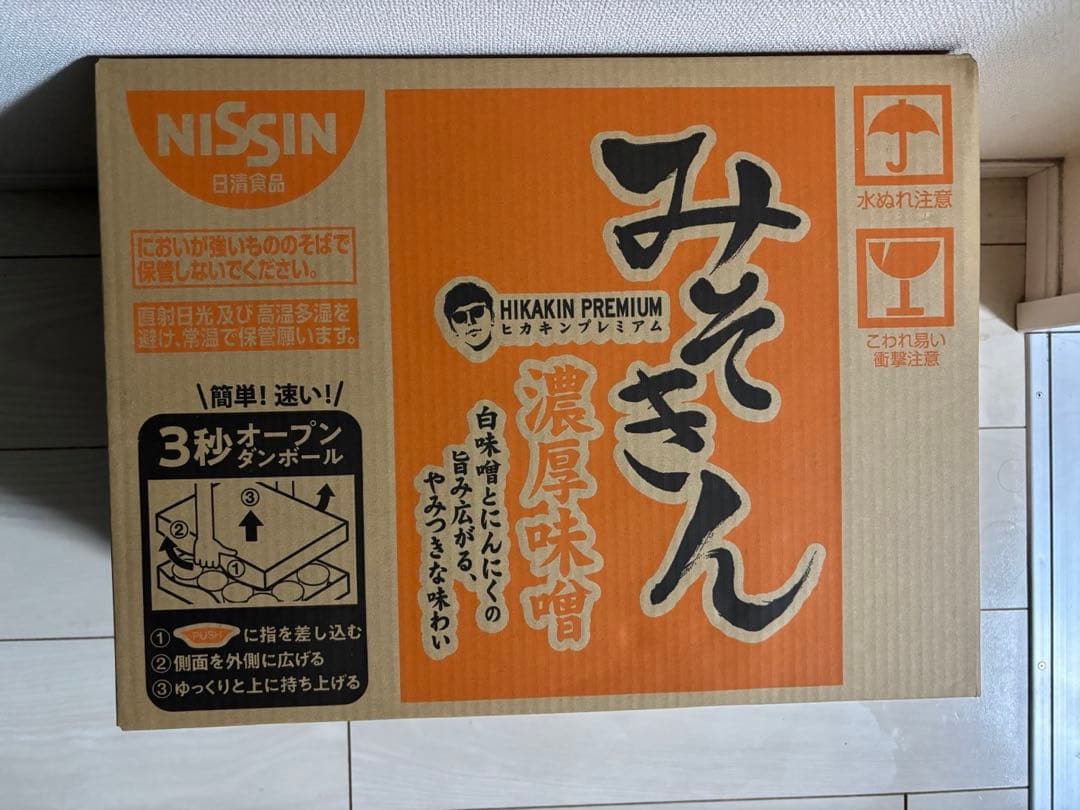 NISSIN
日清食品
においが強いもののそばで
保管しないでください。
直射日光及び高温多湿を
避け、常温で保管願います。
\簡単！速い！/
3秒オープン
ダンボール
③
②
①
① PUSH に指を差し込む
② 側面を外側に広げる
③ ゆっくりと上に持ち上げる
みそきん
HIKAKIN PREMIUM
ヒカキンプレミアム
濃厚味噌
白味噌とにんにくの
旨み広がる、
やみつきな味わい
水ぬれ注意
こわれ易い
衝撃注意